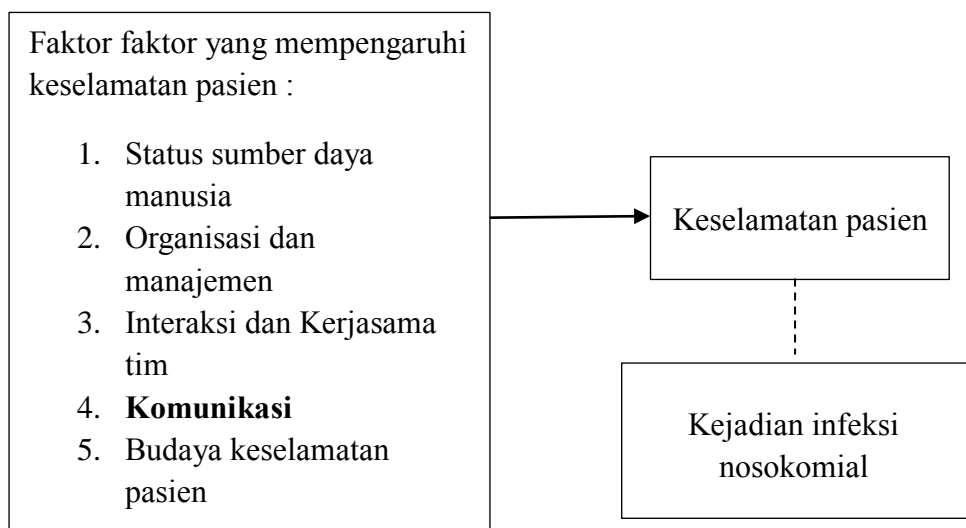 Faktor faktor yang mempengaruhi
keselamatan pasien :
1. Status sumber daya
manusia
2. Organisasi dan
manajemen
3. Interaksi dan Kerjasama
tim
4. Komunikasi
5. Budaya keselamatan
pasien
Keselamatan pasien
Kejadian infeksi
nosokomial